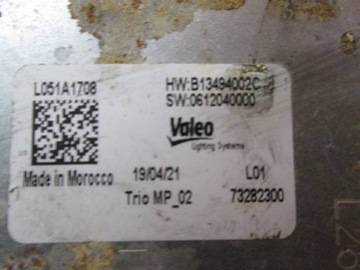 L051A1708 HW:B13494002C
SW:0612040000
Valeo
Lighting Systems
Made in Morocco 19/04/21 L01
Trio MP_02 73282300